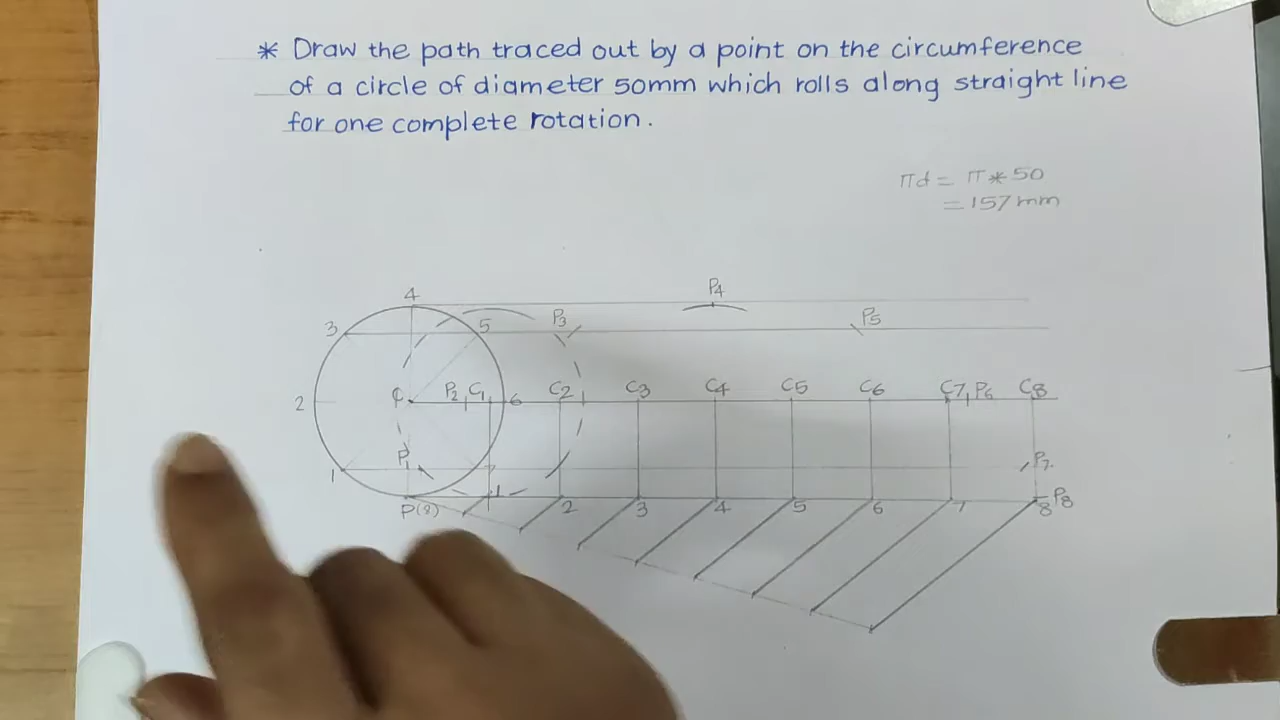 * Draw the path traced out by a point on the circumference
of a circle of diameter 50mm which rolls along straight line
for one complete rotation.
πd = π * 50
= 157 mm
4 P4
3 5 P3 P5
2 C P2 C1 6 C2 C3 C4 C5 C6 C7 P6 C8
1 P P7
P(8) 1 2 3 4 5 6 7 8 P8